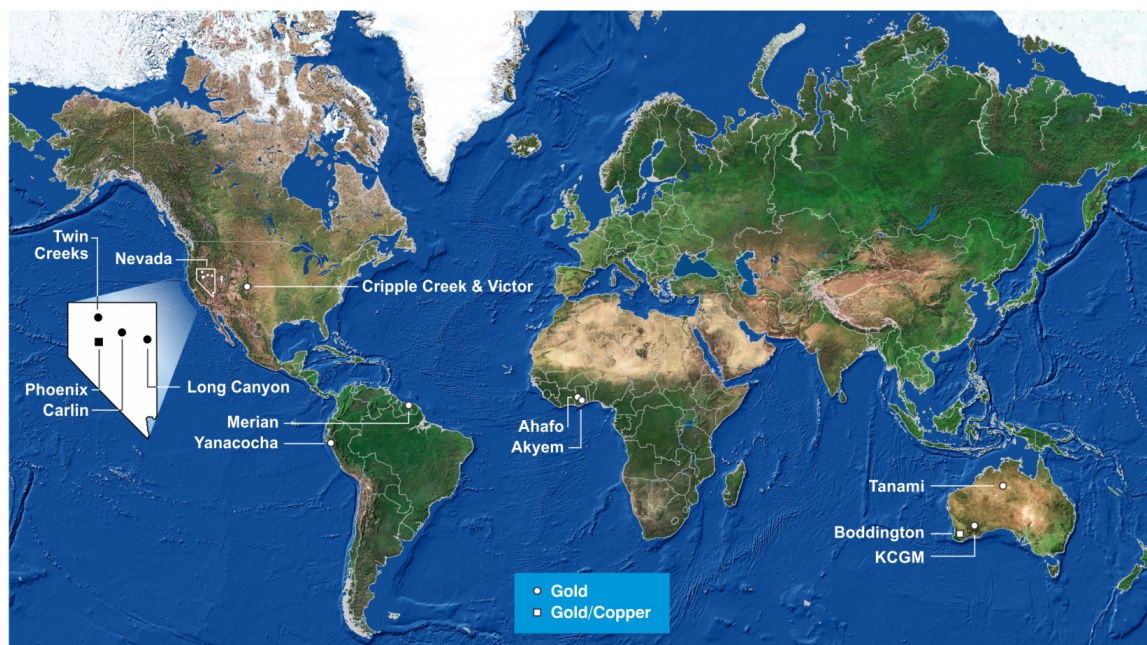 Twin
Creeks
Nevada
Cripple Creek & Victor
Phoenix
Carlin
Long Canyon
Merian
Yanacocha
Ahafo
Akyem
Tanami
Boddington
KCGM
Gold
Gold/Copper